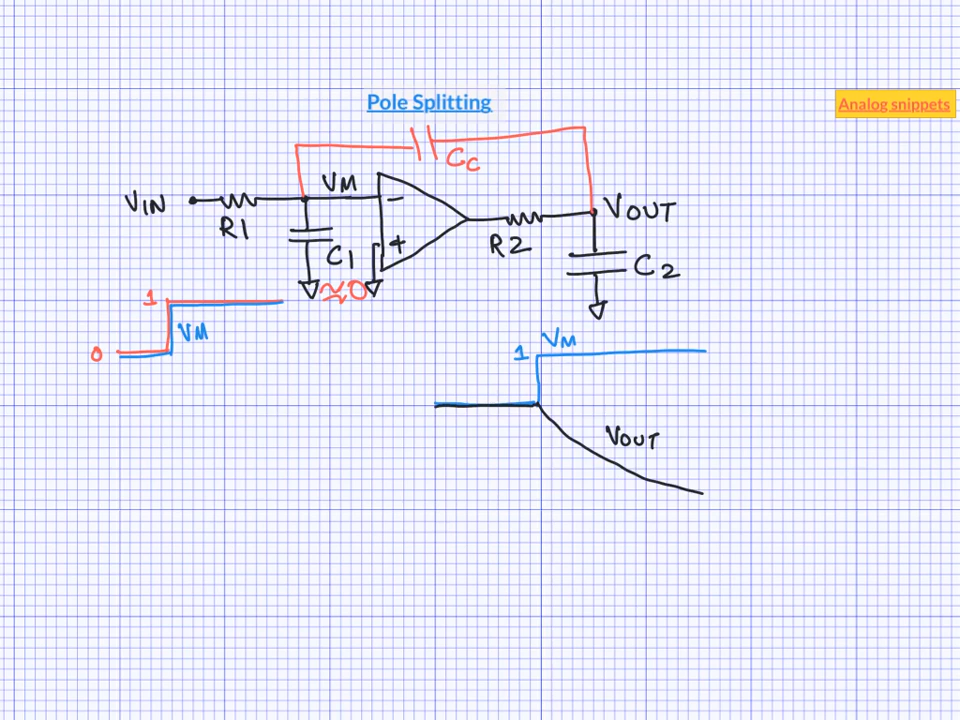 Pole Splitting
Analog snippets
CC
VIN
R1
VM
-
+
C1
≈0
R2
VOUT
C2
1
0
VM
1
VM
VOUT